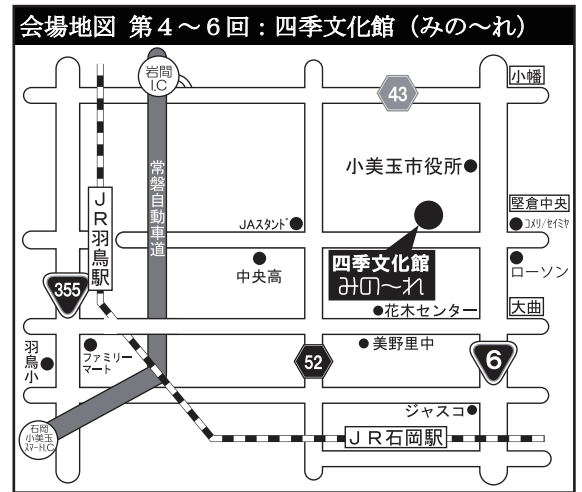 会場地図 第４～６回：四季文化館（みの～れ）
岩間
I.C
小幡
43
小美玉市役所
常磐自動車道
堅倉中央
JR羽鳥駅
JAｽﾀﾝﾄﾞ
ｺﾒﾘ/ｾｲﾐﾔ
四季文化館
みの～れ
中央高
ローソン
355
花木センター
大曲
羽鳥小
ファミリー
マート
52
美野里中
6
石岡
小美玉
ｽﾏｰﾄI.C
ジャスコ
ＪＲ石岡駅